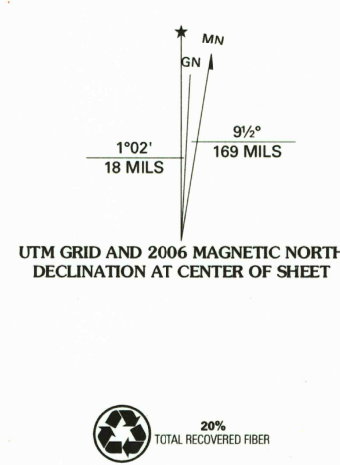 MN
GN
1°02'
18 MILS
9½°
169 MILS
UTM GRID AND 2006 MAGNETIC NORTH
DECLINATION AT CENTER OF SHEET
20%
TOTAL RECOVERED FIBER